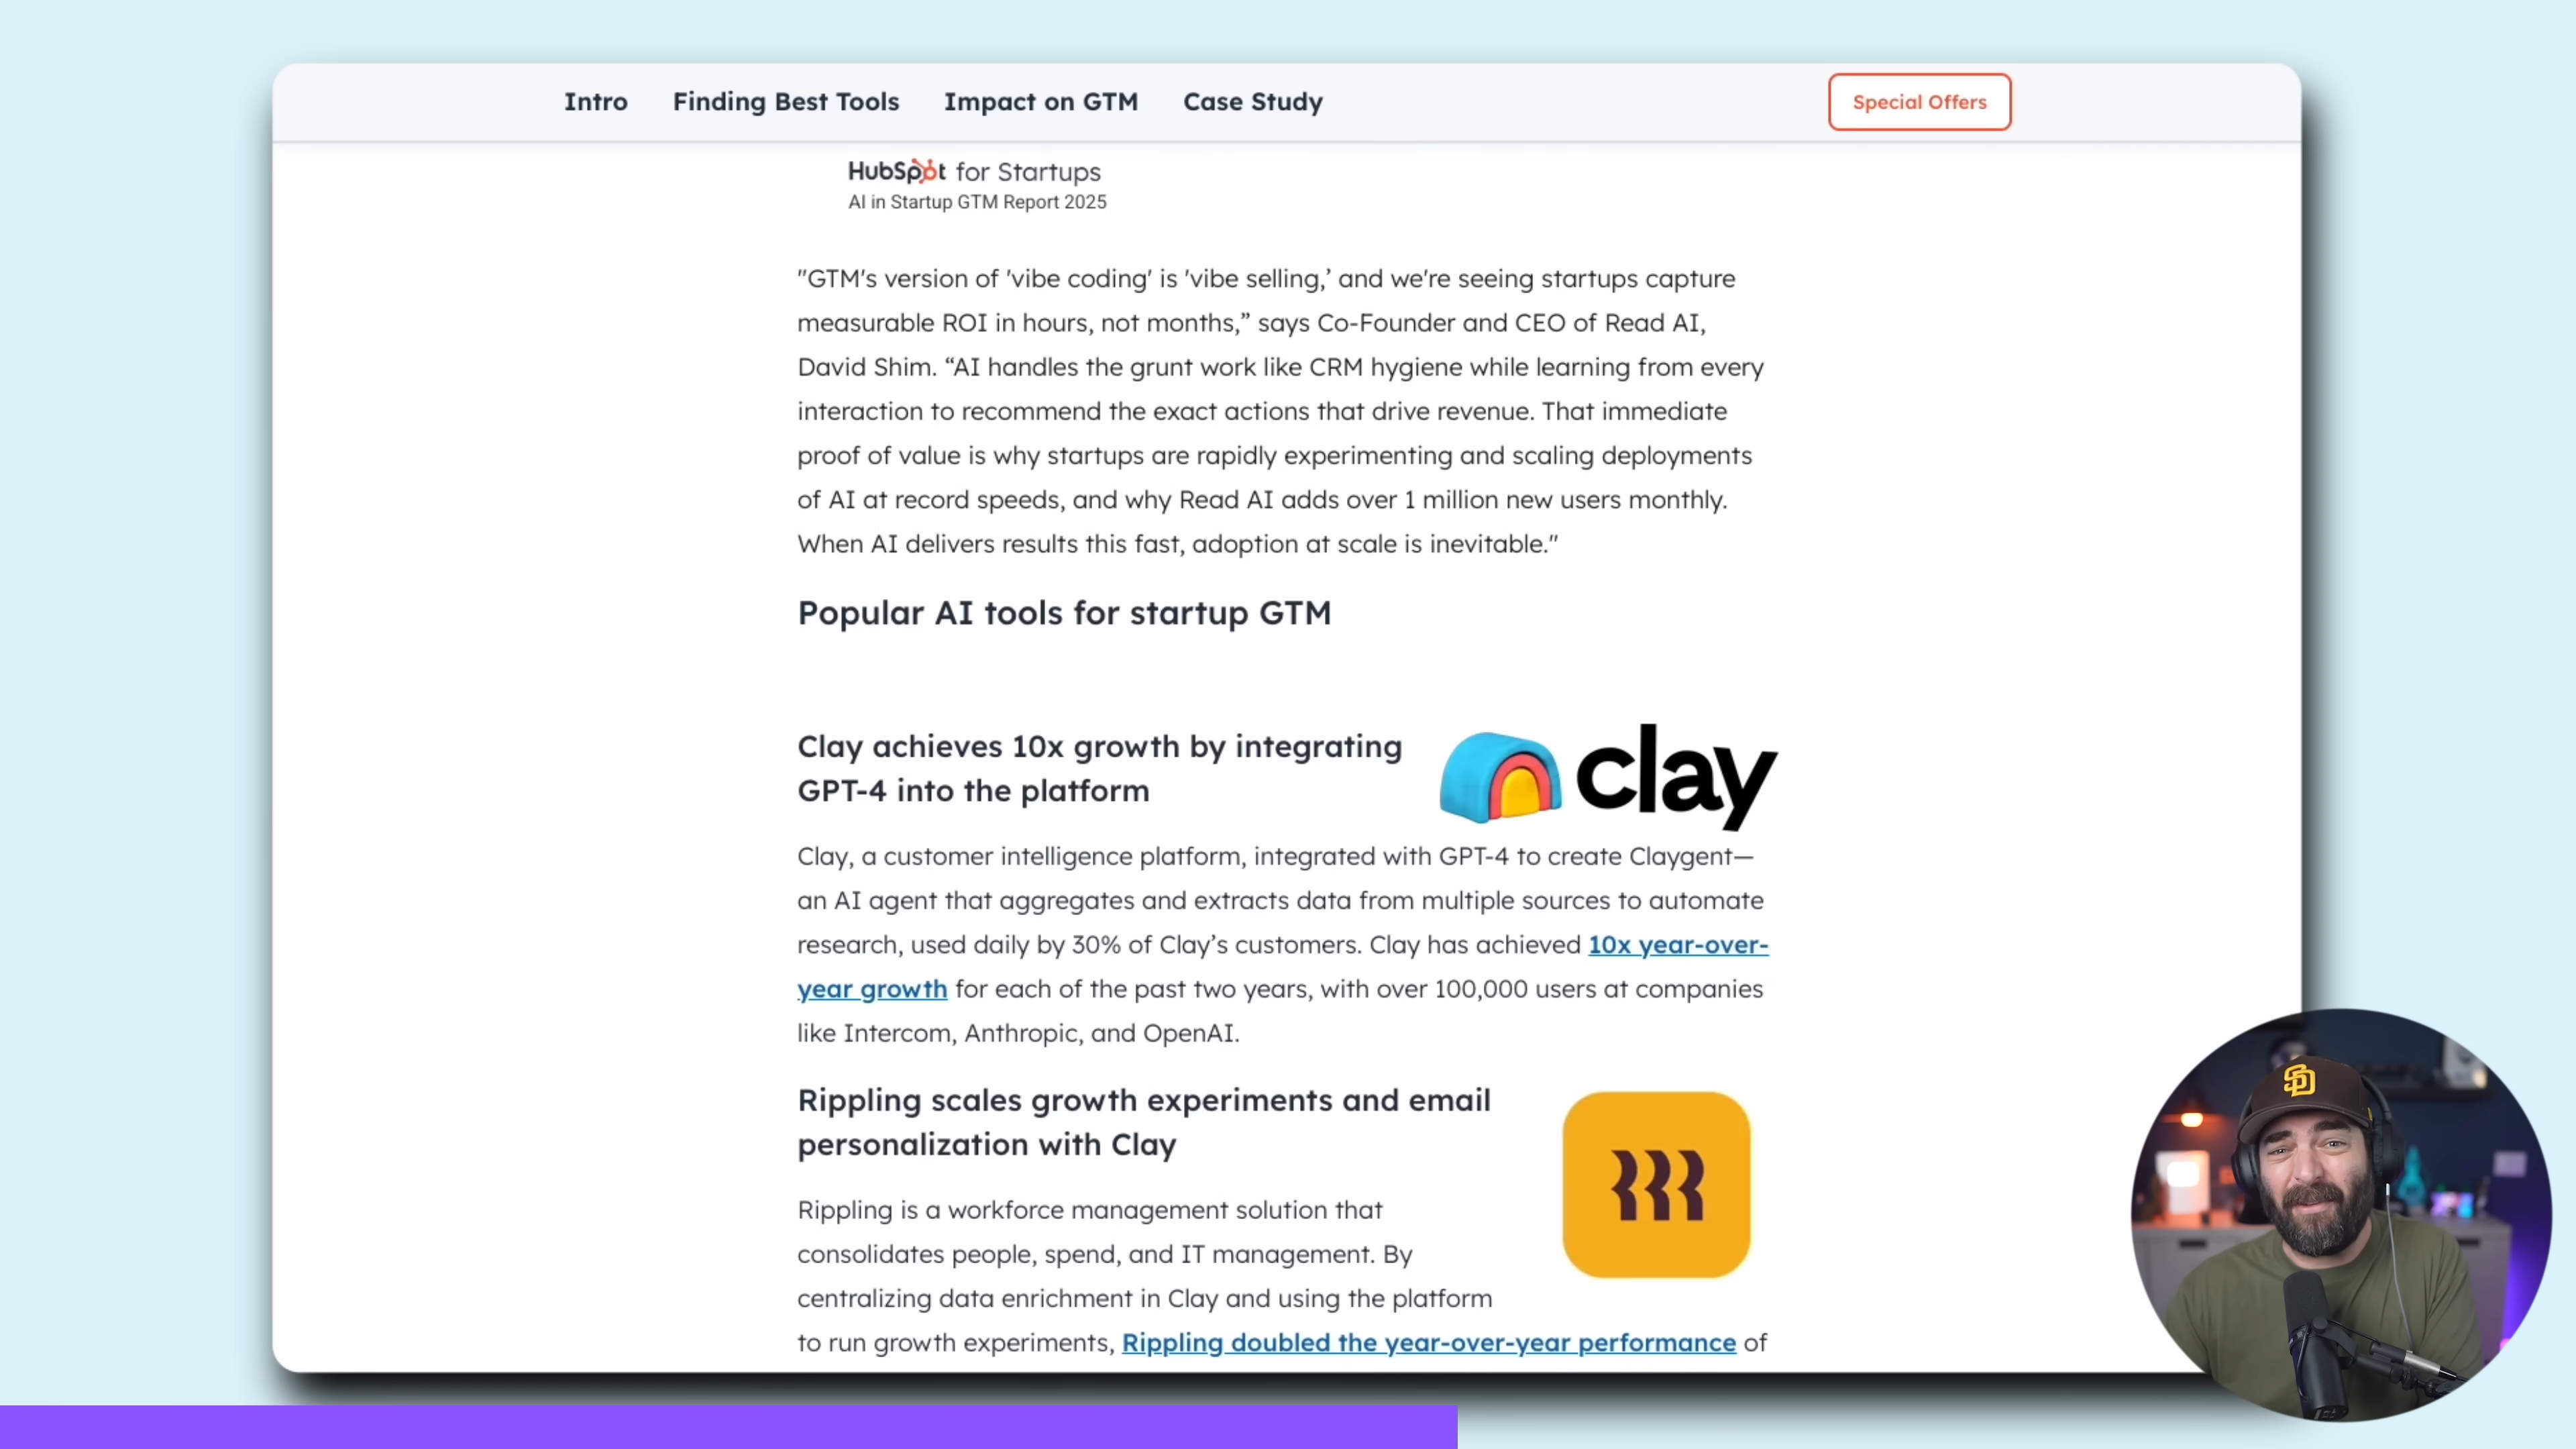 Intro Finding Best Tools Impact on GTM Case Study Special Offers
HubSpot for Startups
AI in Startup GTM Report 2025
"GTM's version of 'vibe coding' is 'vibe selling,’ and we're seeing startups capture
measurable ROI in hours, not months,” says Co-Founder and CEO of Read AI,
David Shim. “AI handles the grunt work like CRM hygiene while learning from every
interaction to recommend the exact actions that drive revenue. That immediate
proof of value is why startups are rapidly experimenting and scaling deployments
of AI at record speeds, and why Read AI adds over 1 million new users monthly.
When AI delivers results this fast, adoption at scale is inevitable."
Popular AI tools for startup GTM
Clay achieves 10x growth by integrating
GPT-4 into the platform
clay
Clay, a customer intelligence platform, integrated with GPT-4 to create Claygent—
an AI agent that aggregates and extracts data from multiple sources to automate
research, used daily by 30% of Clay’s customers. Clay has achieved 10x year-over-
year growth for each of the past two years, with over 100,000 users at companies
like Intercom, Anthropic, and OpenAI.
Rippling scales growth experiments and email
personalization with Clay
Rippling is a workforce management solution that
consolidates people, spend, and IT management. By
centralizing data enrichment in Clay and using the platform
to run growth experiments, Rippling doubled the year-over-year performance of
SD